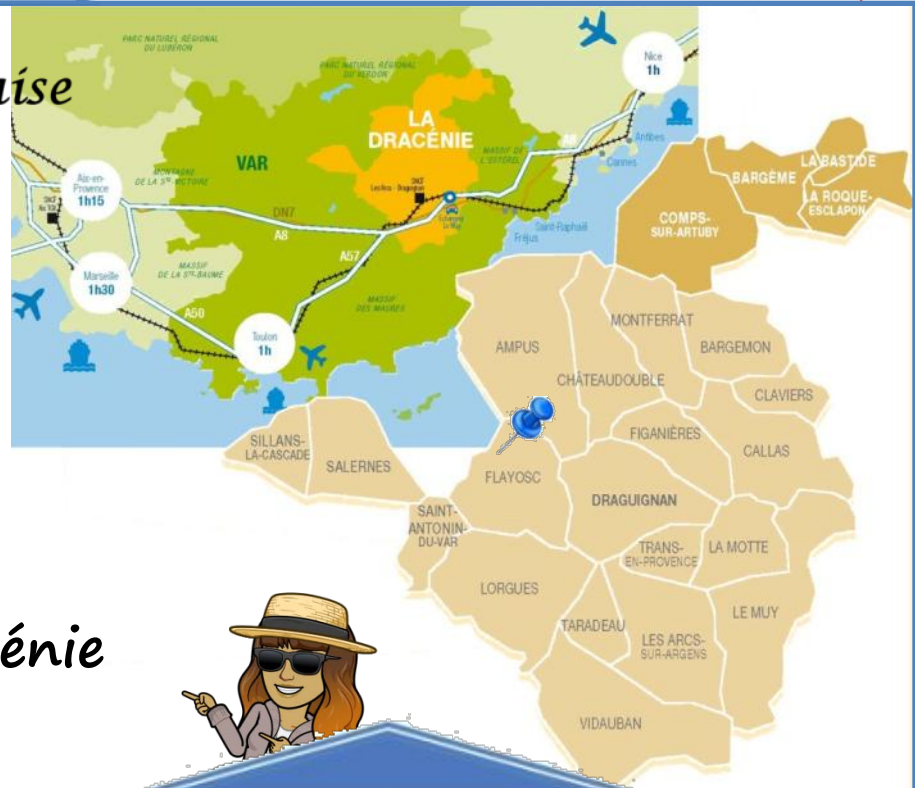 PARC NATUREL RÉGIONAL
DU LUBÉRON
PARC NATUREL RÉGIONAL
DU VERDON
Nice
1h
uise
LA
DRACÉNIE
VAR
MASSIF DE
L'ESTÉREL
A8
Antibes
Cannes
Aix-en-
Provence
1h15
MONTAGNE
DE LA STE-VICTOIRE
SNCF
Les Arcs - Draguignan
DN7
A8
Saint-Raphaël
Fréjus
A57
MASSIF
DE LA STE-BAUME
Marseille
1h30
A50
MASSIF
DES MAURES
Toulon
1h
LA BASTIDE
BARGÈME
LA ROQUE-
ESCLAPON
COMPS-
SUR-ARTUBY
MONTFERRAT
AMPUS
BARGEMON
CHÂTEAUDOUBLE
CLAVIERS
FIGANIÈRES
SILLANS-
LA-CASCADE
CALLAS
SALERNES
FLAYOSC
DRAGUIGNAN
SAINT-
ANTONIN-
DU-VAR
TRANS-
EN-PROVENCE
LA MOTTE
LORGUES
LE MUY
TARADEAU
LES ARCS-
SUR-ARGENS
énie
VIDAUBAN